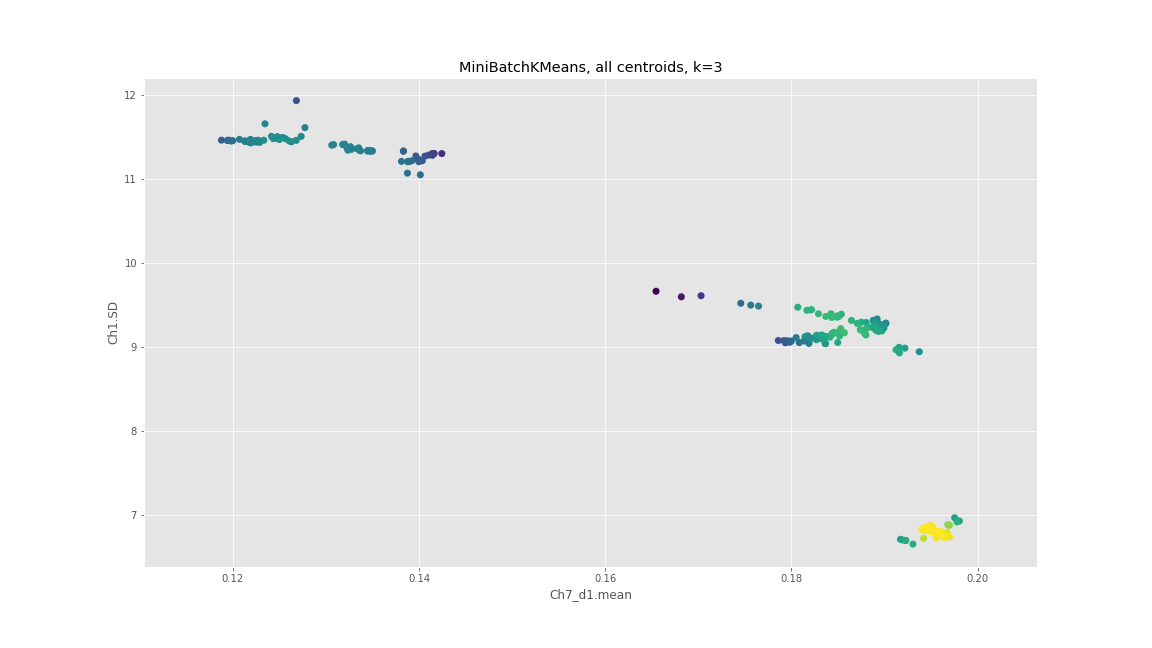 MiniBatchKMeans, all centroids, k=3
12
11
10
9
8
7
Ch1.SD
0.12 0.14 0.16 0.18 0.20
Ch7_d1.mean